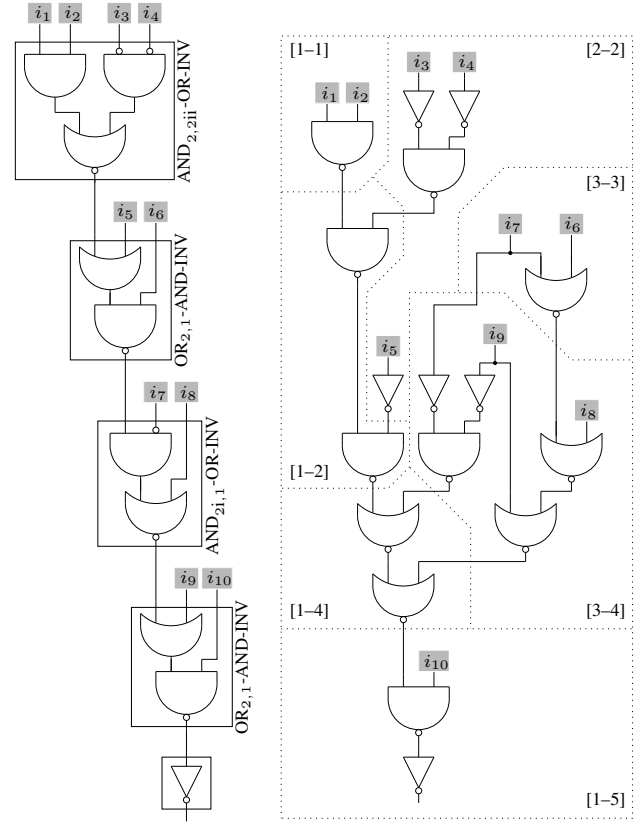 i₁ i₂ i₃ i₄
AND₂,₂ᵢᵢ-OR-INV
i₅ i₆
OR₂,₁-AND-INV
i₇ i₈
AND₂ᵢ,₁-OR-INV
i₉ i₁₀
OR₂,₁-AND-INV
[1–1]
[2–2]
i₃ i₄
i₁ i₂
[3–3]
i₇ i₆
i₉
i₅
i₈
[1–2]
[1–4]
[3–4]
i₁₀
[1–5]